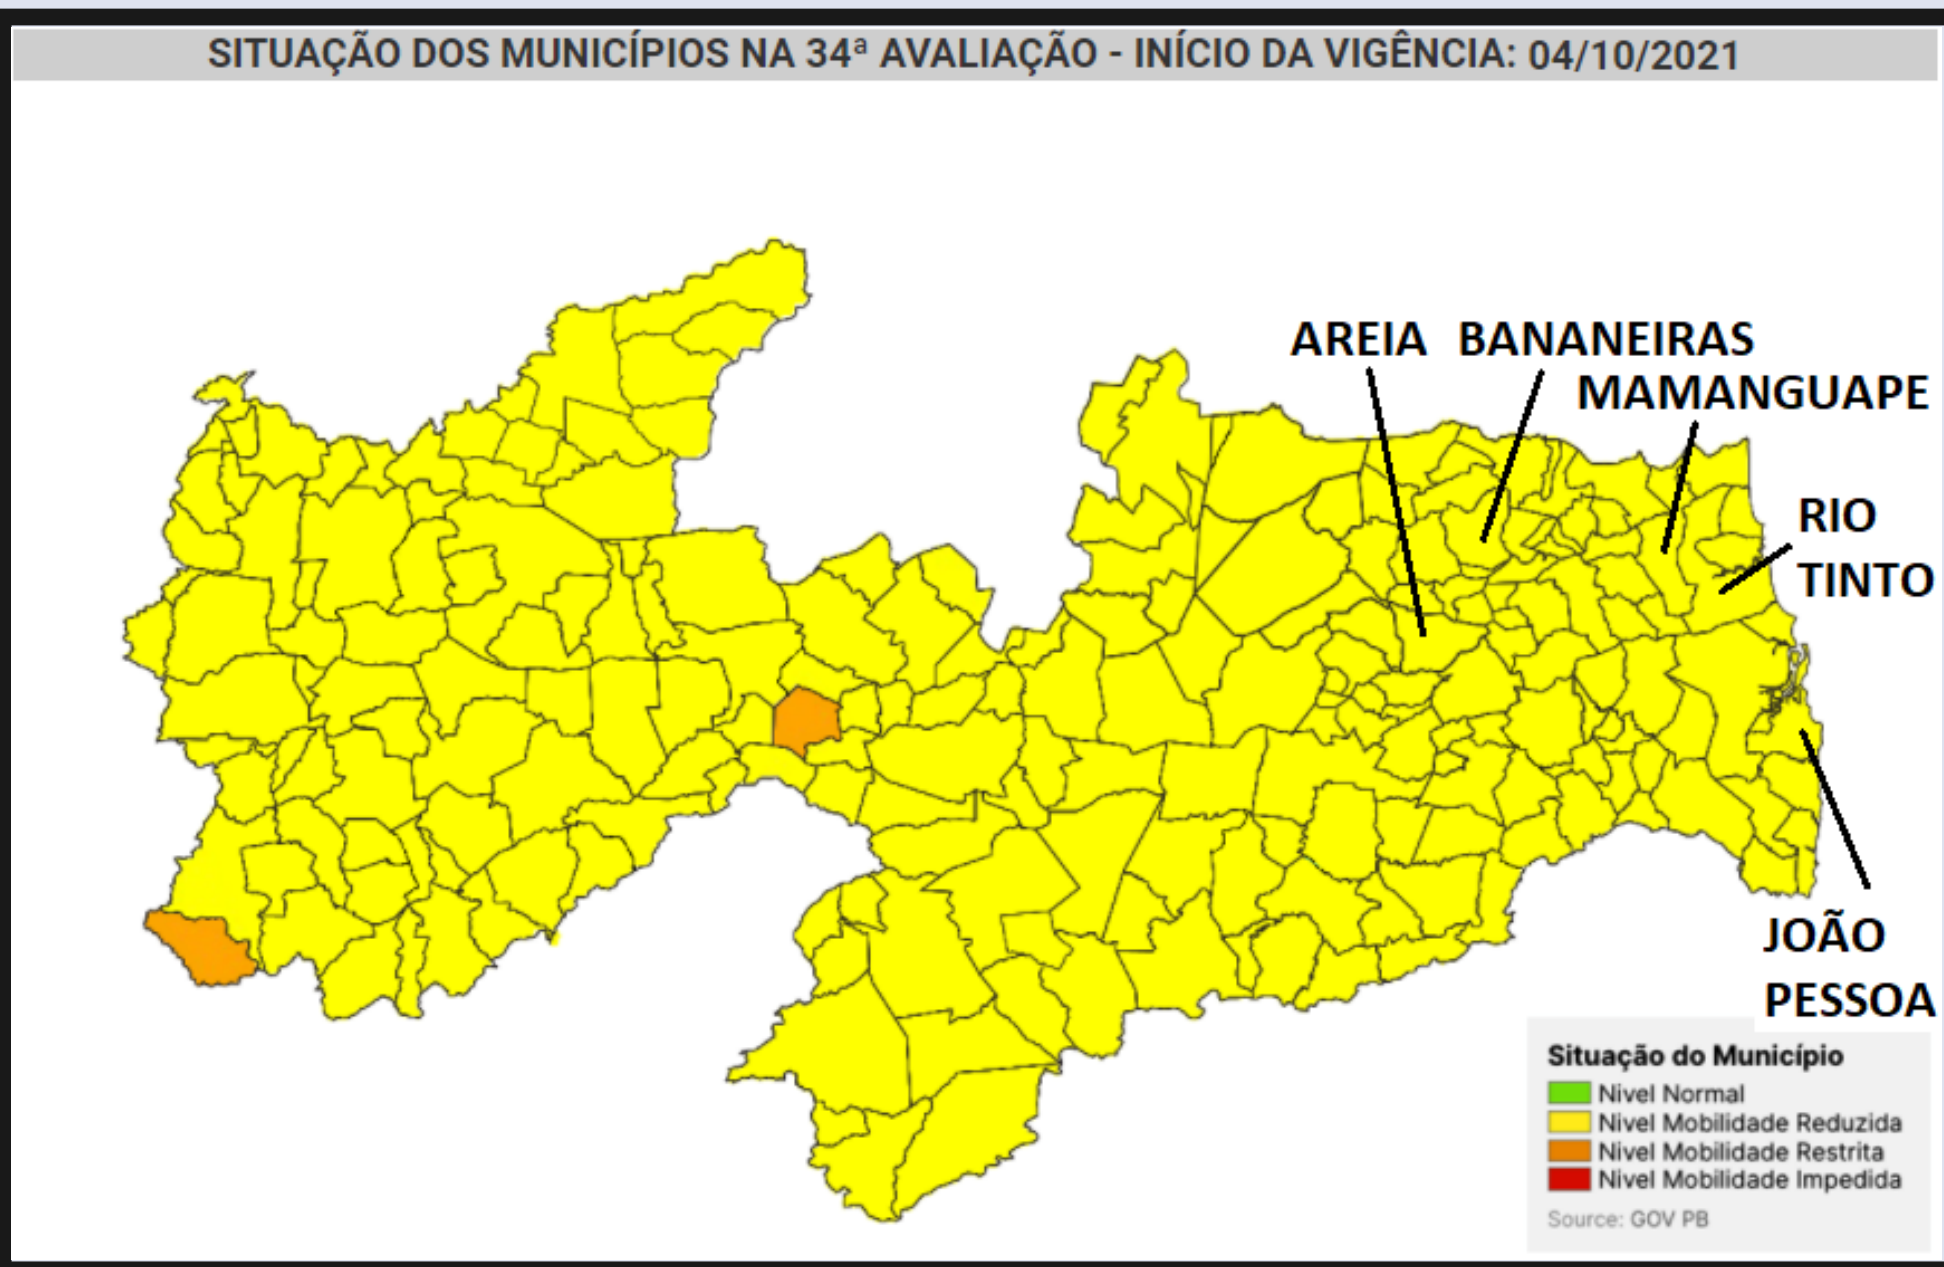 SITUAÇÃO DOS MUNICÍPIOS NA 34ª AVALIAÇÃO - INÍCIO DA VIGÊNCIA: 04/10/2021
AREIA
BANANEIRAS
MAMANGUAPE
RIO
TINTO
JOÃO
PESSOA
Situação do Município
Nivel Normal
Nivel Mobilidade Reduzida
Nivel Mobilidade Restrita
Nivel Mobilidade Impedida
Source: GOV PB